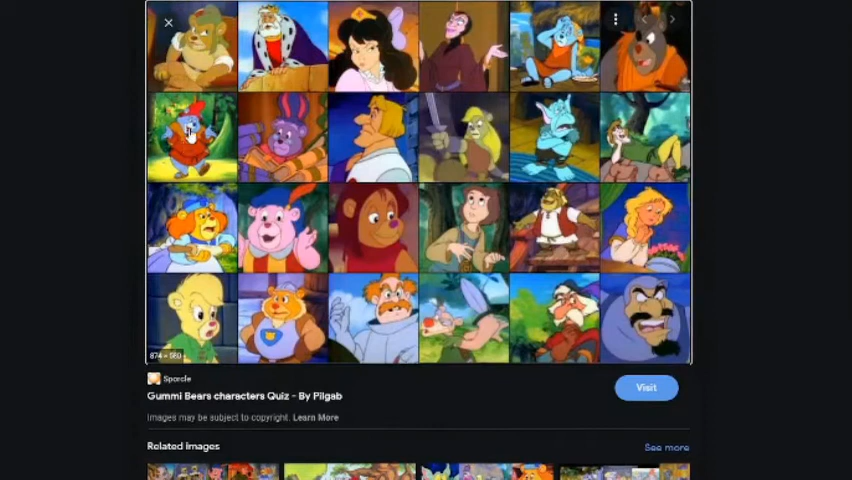 874 × 580
Sporcle
Gummi Bears characters Quiz - By Pilgab
Visit
Images may be subject to copyright. Learn More
Related images
See more